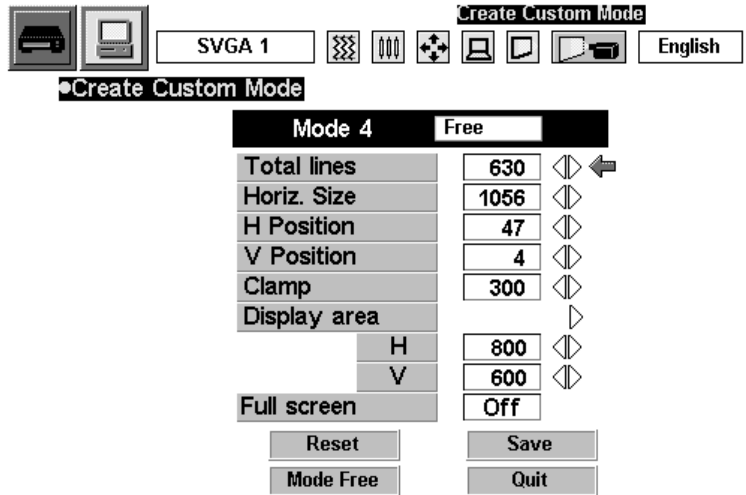 Create Custom Mode
SVGA 1 English
●Create Custom Mode
Mode 4 Free
Total lines 630
Horiz. Size 1056
H Position 47
V Position 4
Clamp 300
Display area
H 800
V 600
Full screen Off
Reset Save
Mode Free Quit